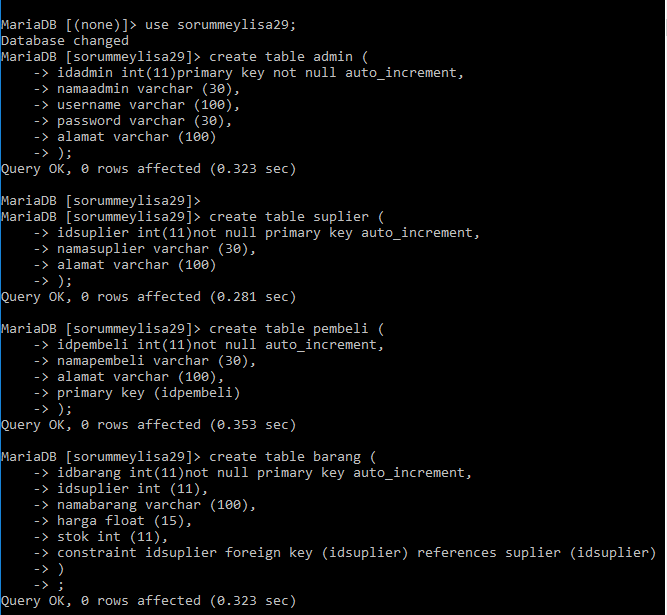 MariaDB [(none)]> use sorummeylisa29;
Database changed
MariaDB [sorummeylisa29]> create table admin (
    -> idadmin int(11)primary key not null auto_increment,
    -> namaadmin varchar (30),
    -> username varchar (100),
    -> password varchar (30),
    -> alamat varchar (100)
    -> );
Query OK, 0 rows affected (0.323 sec)

MariaDB [sorummeylisa29]>
MariaDB [sorummeylisa29]> create table suplier (
    -> idsuplier int(11)not null primary key auto_increment,
    -> namasuplier varchar (30),
    -> alamat varchar (100)
    -> );
Query OK, 0 rows affected (0.281 sec)

MariaDB [sorummeylisa29]> create table pembeli (
    -> idpembeli int(11)not null auto_increment,
    -> namapembeli varchar (30),
    -> alamat varchar (100),
    -> primary key (idpembeli)
    -> );
Query OK, 0 rows affected (0.353 sec)

MariaDB [sorummeylisa29]> create table barang (
    -> idbarang int(11)not null primary key auto_increment,
    -> idsuplier int (11),
    -> namabarang varchar (100),
    -> harga float (15),
    -> stok int (11),
    -> constraint idsuplier foreign key (idsuplier) references suplier (idsuplier)
    -> )
    -> ;
Query OK, 0 rows affected (0.323 sec)